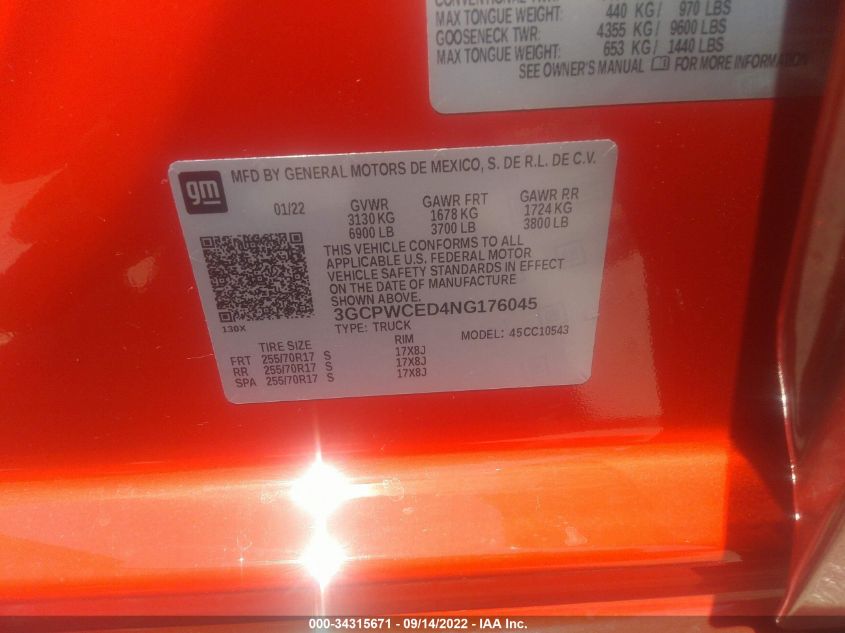 440 KG/ 970 LBS
MAX TONGUE WEIGHT:
GOOSENECK TWR: 4355 KG/ 9600 LBS
MAX TONGUE WEIGHT: 653 KG/ 1440 LBS
SEE OWNER'S MANUAL FOR MORE INFORMATION
gm
MFD BY GENERAL MOTORS DE MEXICO, S. DE R.L. DE C.V.
01/22 GVWR GAWR FRT GAWR RR
3130 KG 1678 KG 1724 KG
6900 LB 3700 LB 3800 LB
THIS VEHICLE CONFORMS TO ALL
APPLICABLE U.S. FEDERAL MOTOR
VEHICLE SAFETY STANDARDS IN EFFECT
ON THE DATE OF MANUFACTURE
SHOWN ABOVE.
3GCPWCED4NG176045
130X
TYPE: TRUCK MODEL: 45CC10543
TIRE SIZE RIM
FRT 255/70R17 S 17X8J
RR 255/70R17 S 17X8J
SPA 255/70R17 S 17X8J
000-34315671 - 09/14/2022 - IAA Inc.